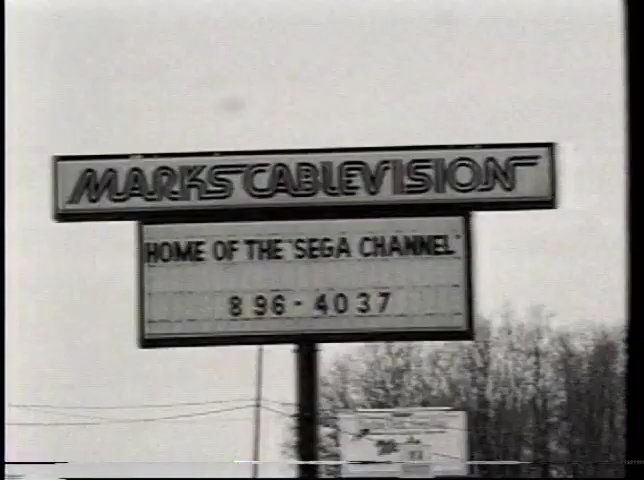 MARKS CABLEVISION
HOME OF THE "SEGA CHANNEL"
896-4037